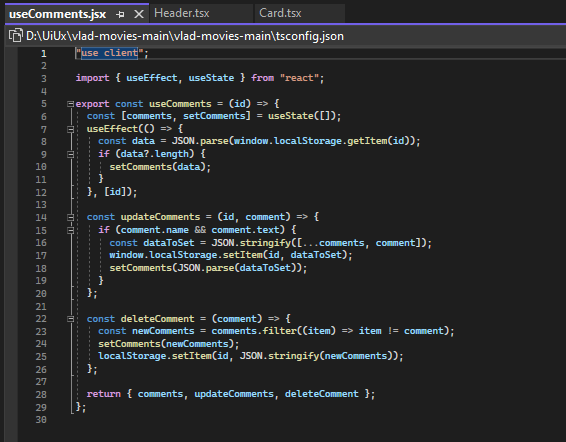 useComments.jsx Header.tsx Card.tsx
D:\UiUx\vlad-movies-main\vlad-movies-main\tsconfig.json
1 "use client";
2
3 import { useEffect, useState } from "react";
4
5 export const useComments = (id) => {
6 const [comments, setComments] = useState([]);
7 useEffect(() => {
8 const data = JSON.parse(window.localStorage.getItem(id));
9 if (data?.length) {
10 setComments(data);
11 }
12 }, [id]);
13
14 const updateComments = (id, comment) => {
15 if (comment.name && comment.text) {
16 const dataToSet = JSON.stringify([...comments, comment]);
17 window.localStorage.setItem(id, dataToSet);
18 setComments(JSON.parse(dataToSet));
19 }
20 };
21
22 const deleteComment = (comment) => {
23 const newComments = comments.filter((item) => item != comment);
24 setComments(newComments);
25 localStorage.setItem(id, JSON.stringify(newComments));
26 };
27
28 return { comments, updateComments, deleteComment };
29 };
30